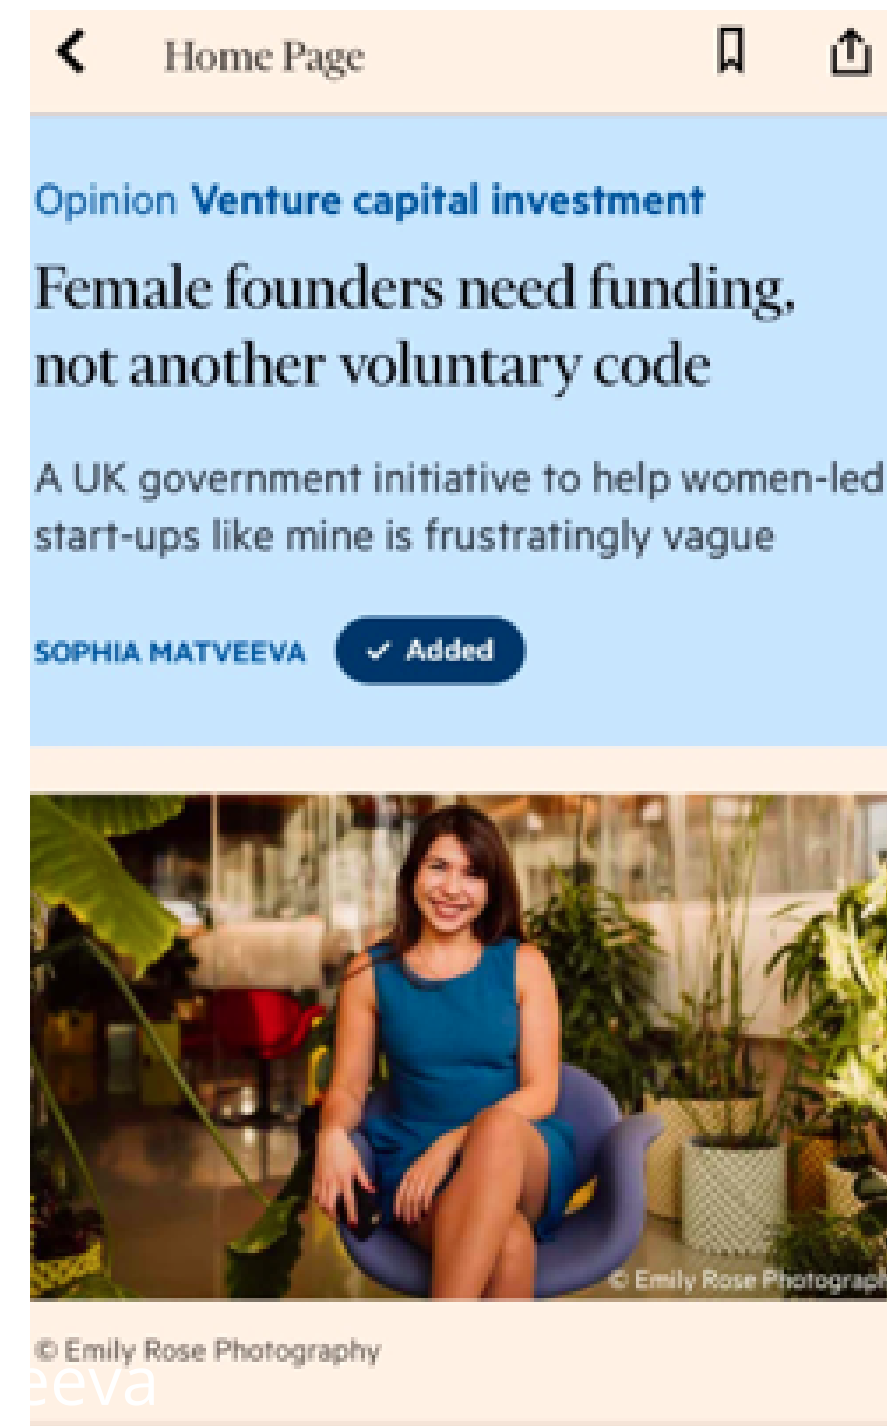 Home Page
Opinion Venture capital investment
Female founders need funding,
not another voluntary code
A UK government initiative to help women-led
start-ups like mine is frustratingly vague
SOPHIA MATVEEVA ✓ Added
© Emily Rose Photograph
© Emily Rose Photography
eeva